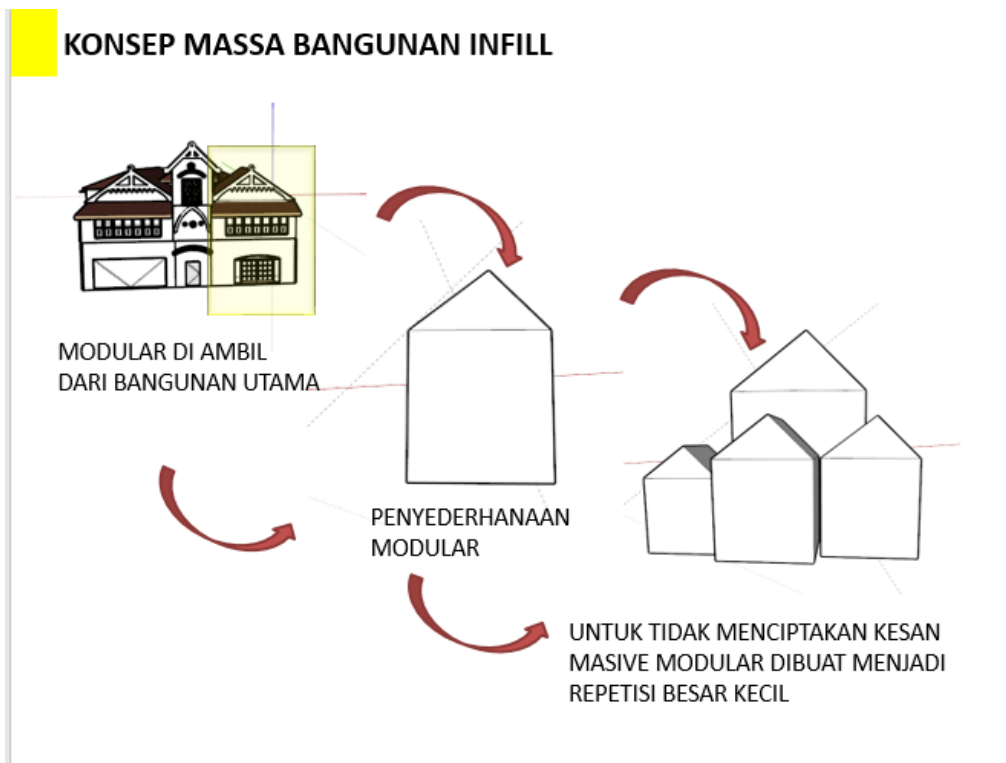 KONSEP MASSA BANGUNAN INFILL
MODULAR DI AMBIL
DARI BANGUNAN UTAMA
PENYEDERHANAAN
MODULAR
UNTUK TIDAK MENCIPTAKAN KESAN
MASIVE MODULAR DIBUAT MENJADI
REPETISI BESAR KECIL